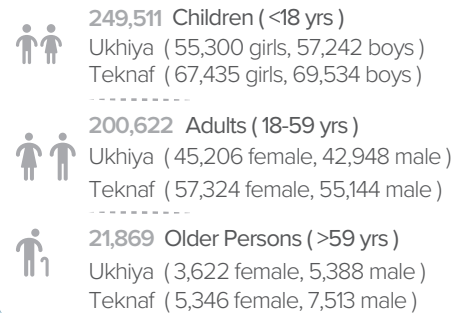 249,511 Children ( <18 yrs )
Ukhiya ( 55,300 girls, 57,242 boys )
Teknaf ( 67,435 girls, 69,534 boys )
200,622 Adults ( 18-59 yrs )
Ukhiya ( 45,206 female, 42,948 male )
Teknaf ( 57,324 female, 55,144 male )
21,869 Older Persons ( >59 yrs )
Ukhiya ( 3,622 female, 5,388 male )
Teknaf ( 5,346 female, 7,513 male )